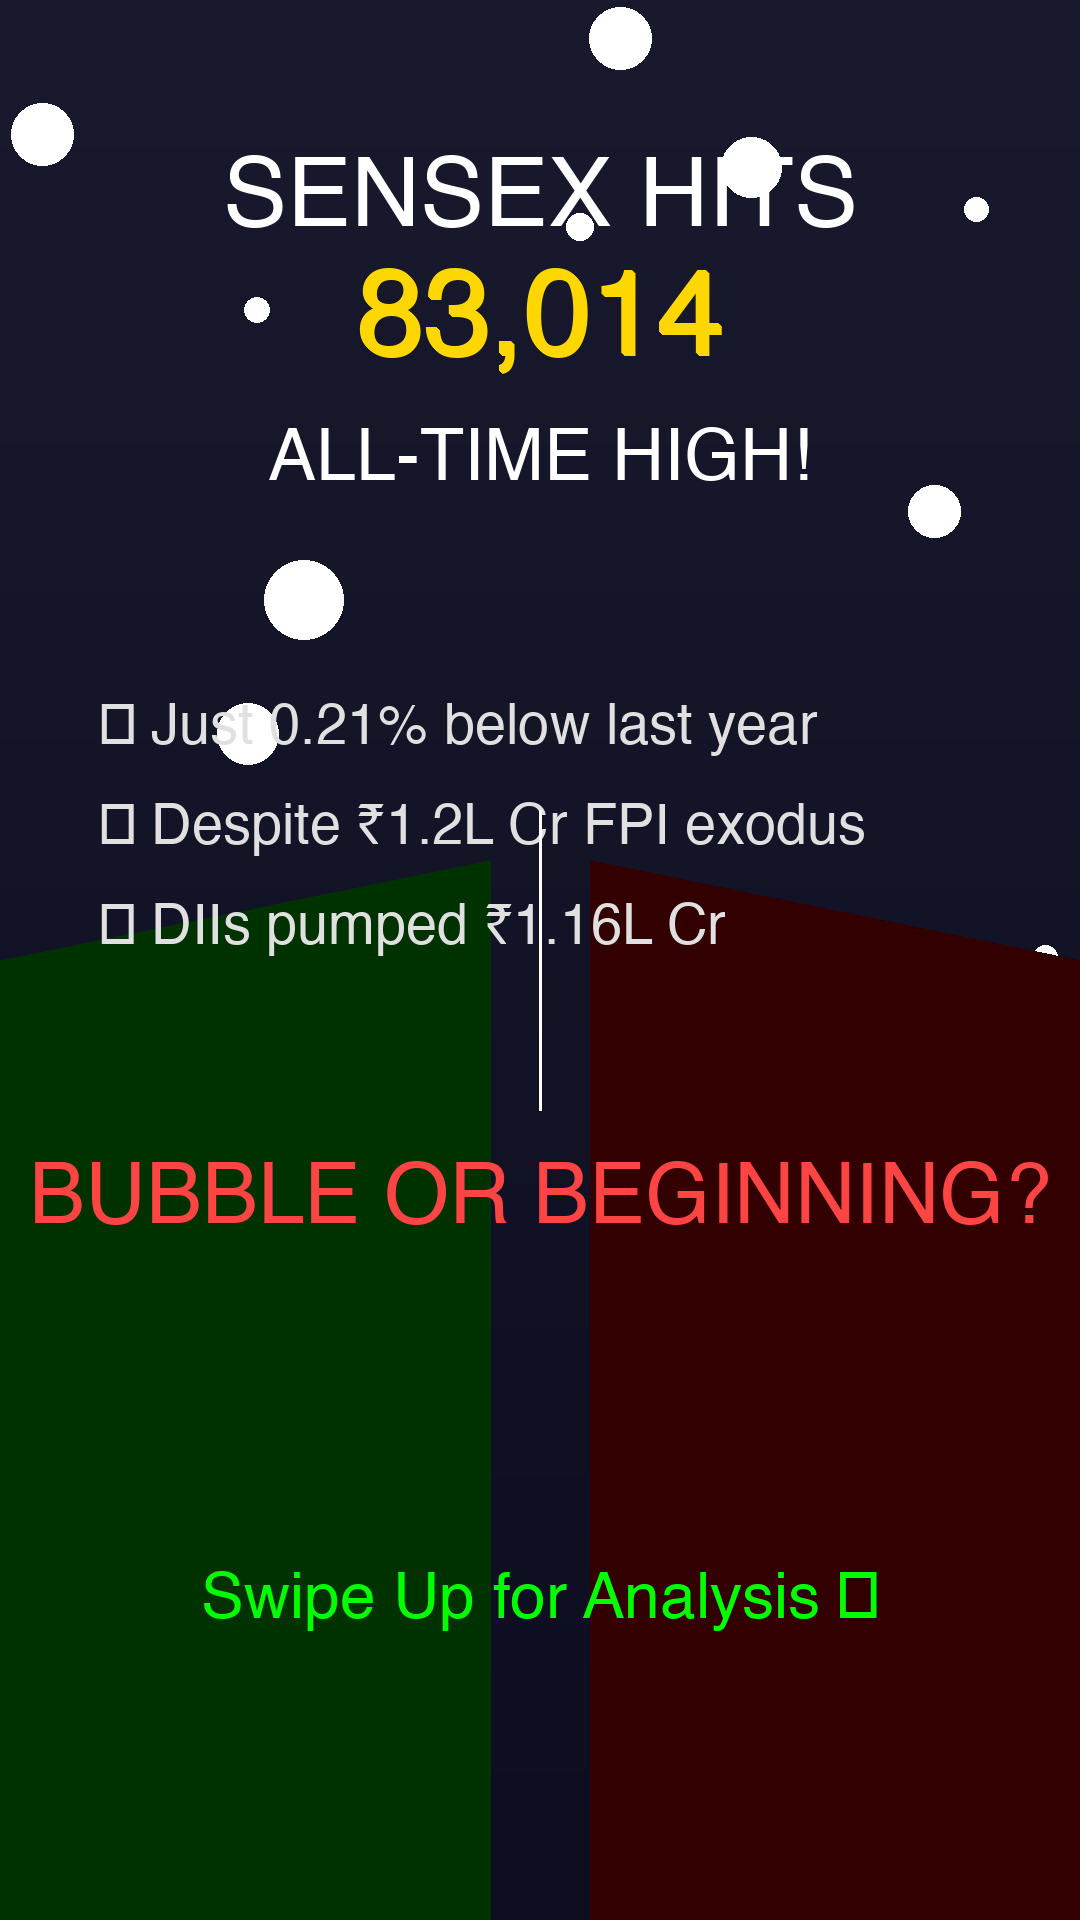 SENSEX HITS
83,014
ALL-TIME HIGH!
□ Just 0.21% below last year
□ Despite ₹1.2L Cr FPI exodus
□ DIIs pumped ₹1.16L Cr
BUBBLE OR BEGINNING?
Swipe Up for Analysis □